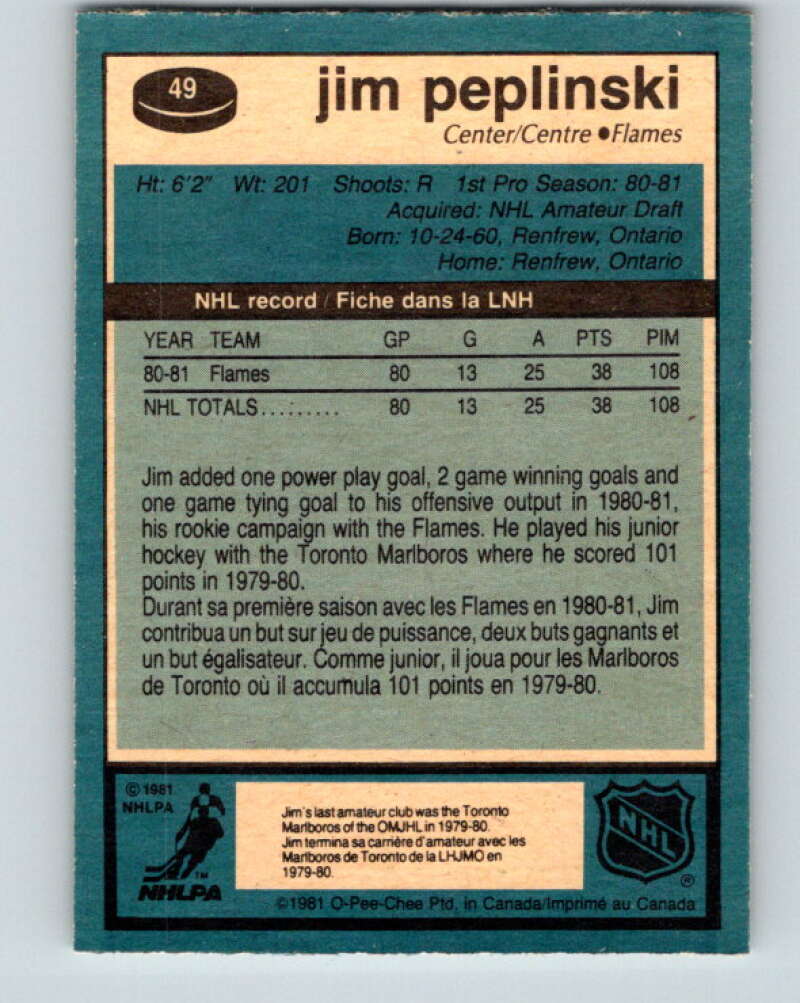 49
jim peplinski
Center/Centre ●Flames
Ht: 6'2" Wt: 201 Shoots: R 1st Pro Season: 80-81
Acquired: NHL Amateur Draft
Born: 10-24-60, Renfrew, Ontario
Home: Renfrew, Ontario
NHL record / Fiche dans la LNH
YEAR TEAM GP G A PTS PIM
80-81 Flames 80 13 25 38 108
NHL TOTALS......... 80 13 25 38 108
Jim added one power play goal, 2 game winning goals and
one game tying goal to his offensive output in 1980-81,
his rookie campaign with the Flames. He played his junior
hockey with the Toronto Marlboros where he scored 101
points in 1979-80.
Durant sa première saison avec les Flames en 1980-81, Jim
contribua un but sur jeu de puissance, deux buts gagnants et
un but égalisateur. Comme junior, il joua pour les Marlboros
de Toronto où il accumula 101 points en 1979-80.
© 1981
NHLPA
TM
NHLPA
Jim's last amateur club was the Toronto
Marlboros of the OMJHL in 1979-80.
Jim termina sa carrière d'amateur avec les
Marlboros de Toronto de la LHJMO en
1979-80.
NHL
®
©1981 O-Pee-Chee Ptd. in Canada/Imprimé au Canada